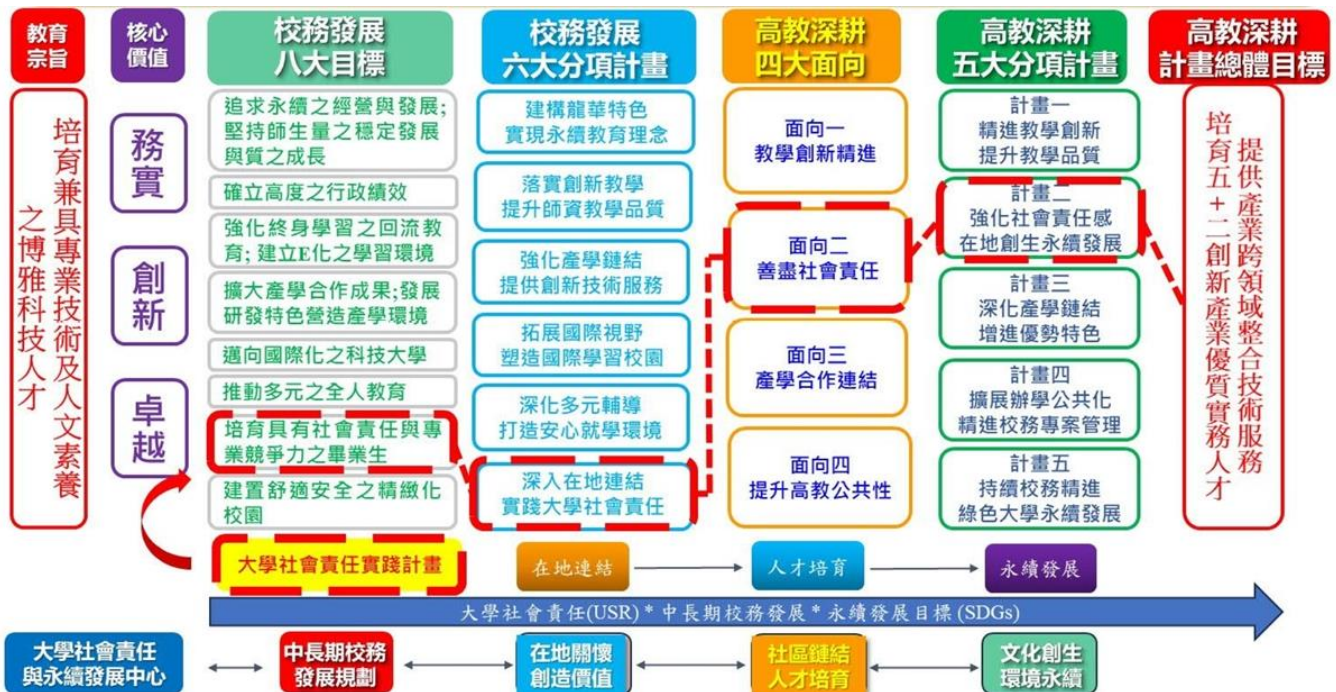 教育
宗旨
培育兼具專業技術及人文素養
之博雅科技人才
核心
價值
務實
創新
卓越
校務發展
八大目標
追求永續之經營與發展;
堅持師生量之穩定發展
與質之成長
確立高度之行政績效
強化終身學習之回流教
育; 建立E化之學習環境
擴大產學合作成果;發展
研發特色營造產學環境
邁向國際化之科技大學
推動多元之全人教育
培育具有社會責任與專
業競爭力之畢業生
建置舒適安全之精緻化
校園
校務發展
六大分項計畫
建構龍華特色
實現永續教育理念
落實創新教學
提升師資教學品質
強化產學鏈結
提供創新技術服務
拓展國際視野
塑造國際學習校園
深化多元輔導
打造安心就學環境
深入在地連結
實踐大學社會責任
高教深耕
四大面向
面向一
教學創新精進
面向二
善盡社會責任
面向三
產學合作連結
面向四
提升高教公共性
高教深耕
五大分項計畫
計畫一
精進教學創新
提升教學品質
計畫二
強化社會責任感
在地創生永續發展
計畫三
深化產學鏈結
增進優勢特色
計畫四
擴展辦學公共化
精進校務專案管理
計畫五
持續校務精進
綠色大學永續發展
高教深耕
計畫總體目標
提供產業跨領域整合技術服務
培育五+二創新產業優質實務人才
大學社會責任實踐計畫
在地連結
人才培育
永續發展
大學社會責任(USR) * 中長期校務發展 * 永續發展目標 (SDGs)
大學社會責任
與永續發展中心
中長期校務
發展規劃
在地關懷
創造價值
社區鏈結
人才培育
文化創生
環境永續